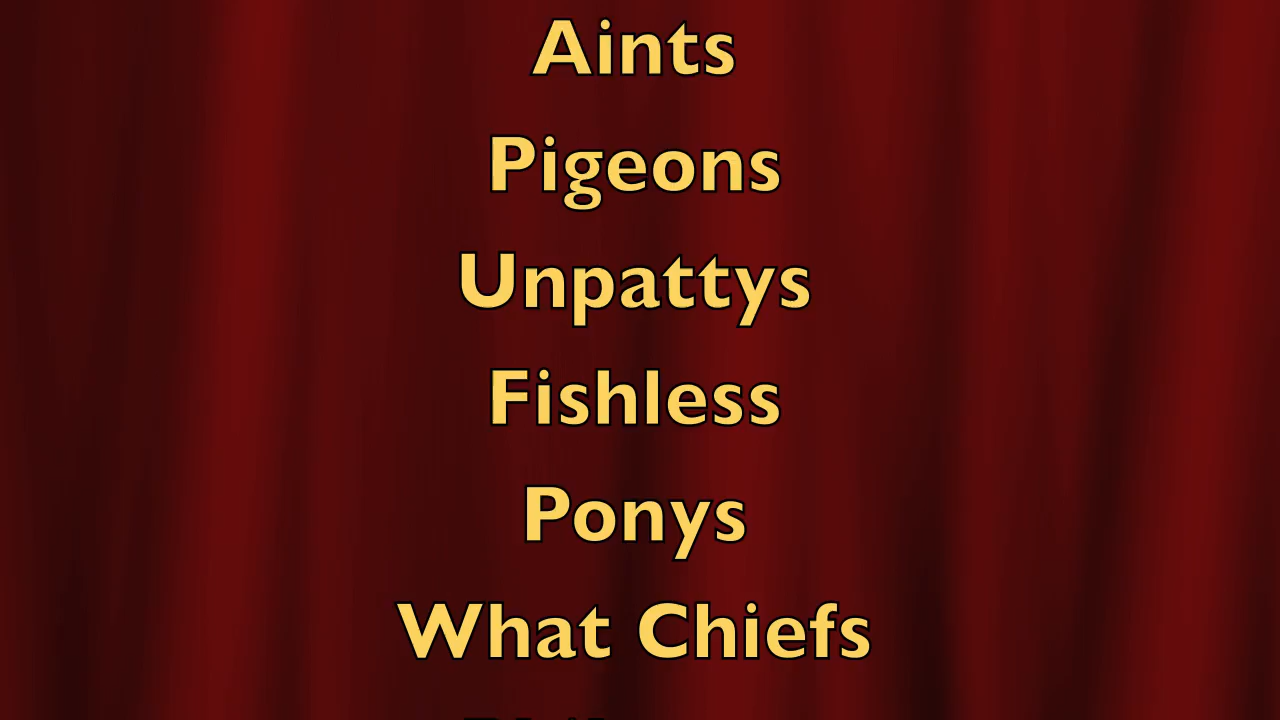 Aints
Pigeons
Unpattys
Fishless
Ponys
What Chiefs